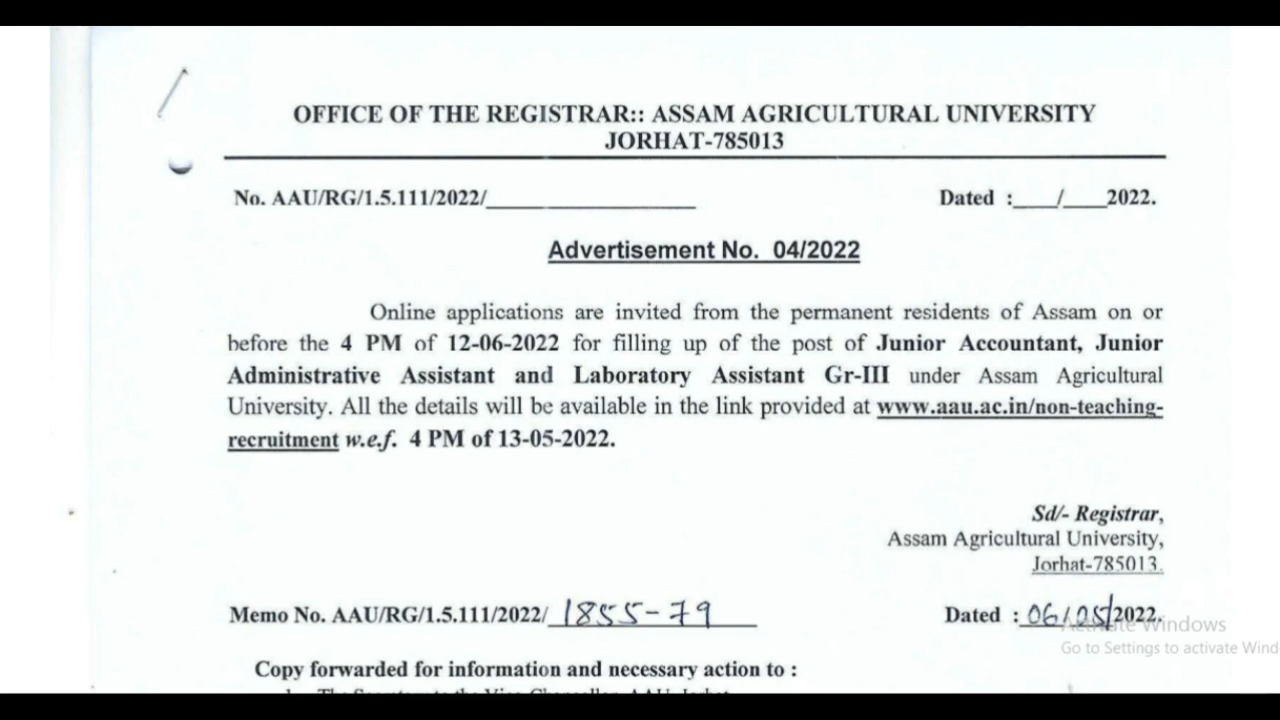 OFFICE OF THE REGISTRAR:: ASSAM AGRICULTURAL UNIVERSITY
JORHAT-785013
No. AAU/RG/1.5.111/2022/________________ Dated :____/____2022.
Advertisement No. 04/2022
Online applications are invited from the permanent residents of Assam on or
before the 4 PM of 12-06-2022 for filling up of the post of Junior Accountant, Junior
Administrative Assistant and Laboratory Assistant Gr-III under Assam Agricultural
University. All the details will be available in the link provided at www.aau.ac.in/non-teaching-
recruitment w.e.f. 4 PM of 13-05-2022.
Sd/- Registrar,
Assam Agricultural University,
Jorhat-785013.
Memo No. AAU/RG/1.5.111/2022/ 1855-79 Dated : 06/05/2022.
Activate Windows
Go to Settings to activate Wind
Copy forwarded for information and necessary action to :